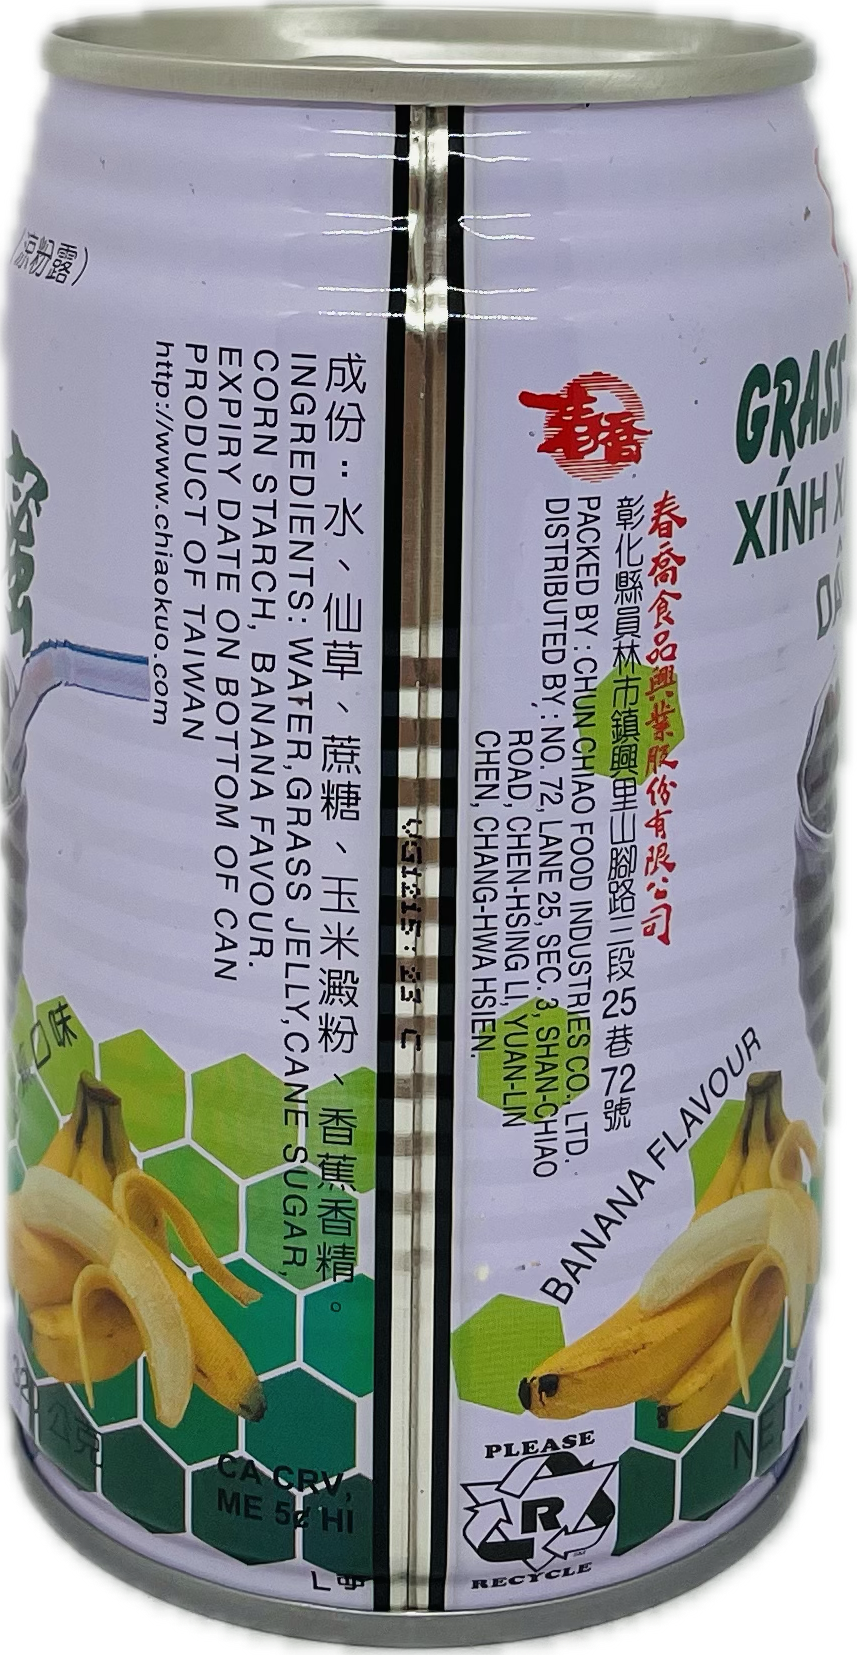 涼粉露）
蜜
口味
公克
成份：水、仙草、蔗糖、玉米澱粉、香蕉香精。
INGREDIENTS: WATER,GRASS JELLY,CANE SUGAR,
CORN STARCH, BANANA FAVOUR.
EXPIRY DATE ON BOTTOM OF CAN
PRODUCT OF TAIWAN
http://www.chiaokuo.com
CA CRV,
ME 5¢ HI
春喬
春喬食品興業股份有限公司
彰化縣員林市鎮興里山腳路三段25巷72號
PACKED BY : CHUN CHIAO FOOD INDUSTRIES CO., LTD.
DISTRIBUTED BY : NO. 72, LANE 25, SEC. 3, SHAN-CHIAO
ROAD, CHEN-HSING LI, YUAN-LIN
CHEN, CHANG-HWA HSIEN.
GRASS
XÍNH X
BANANA FLAVOUR
NET
PLEASE
R
RECYCLE